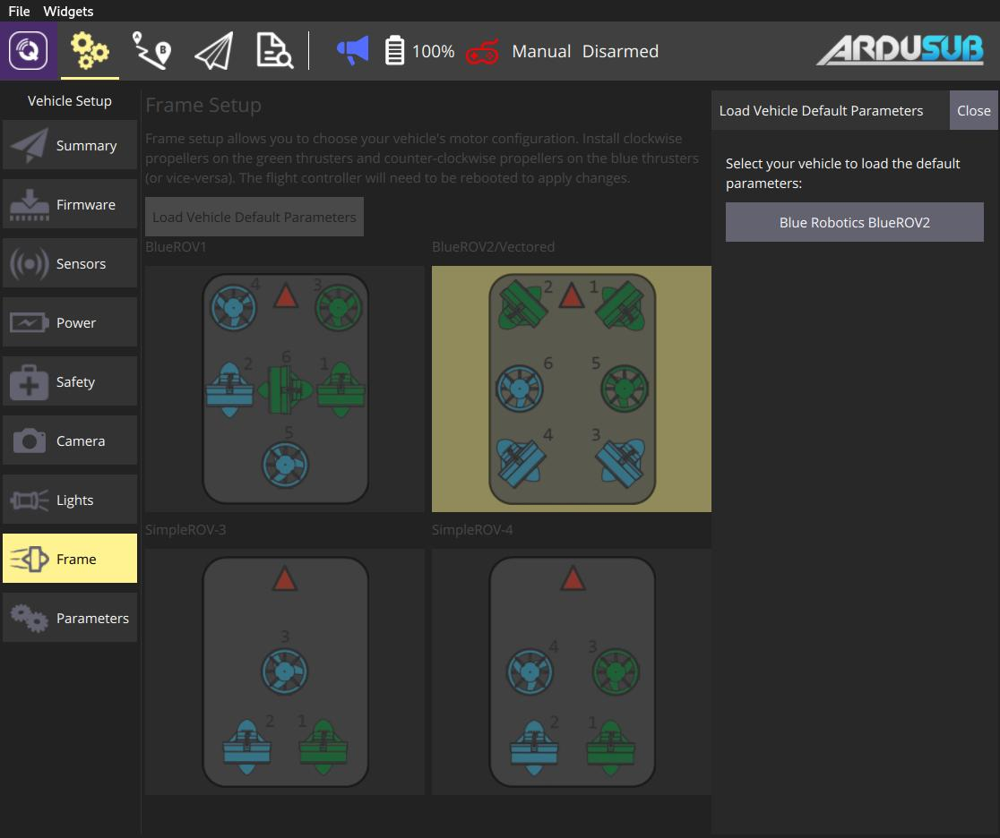 File Widgets
100% Manual Disarmed ARDUSUB
Vehicle Setup
Summary
Firmware
Sensors
Power
Safety
Camera
Lights
Frame
Parameters
Frame Setup
Frame setup allows you to choose your vehicle's motor configuration. Install clockwise
propellers on the green thrusters and counter-clockwise propellers on the blue thrusters
(or vice-versa). The flight controller will need to be rebooted to apply changes.
Load Vehicle Default Parameters
BlueROV1
4 3
2 6 1
5
BlueROV2/Vectored
2 1
6 5
4 3
SimpleROV-3
3
2 1
SimpleROV-4
4 3
2 1
Load Vehicle Default Parameters Close
Select your vehicle to load the default
parameters:
Blue Robotics BlueROV2